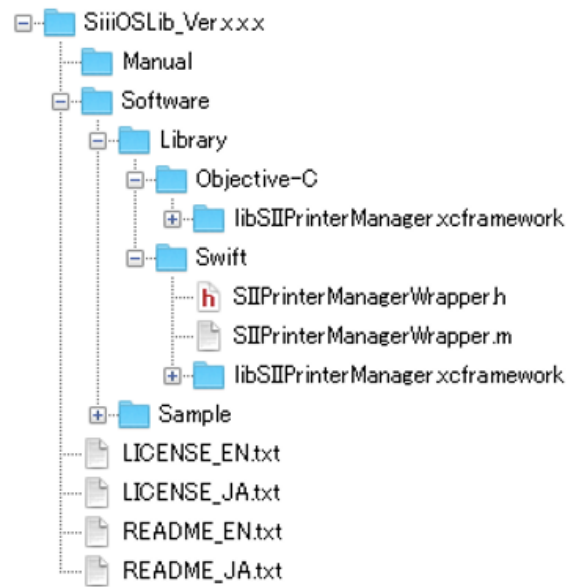 SiiiOSLib_Ver.x.x.x
Manual
Software
Library
Objective-C
libSIIPrinterManager.xcframework
Swift
h SIIPrinterManagerWrapper.h
SIIPrinterManagerWrapper.m
libSIIPrinterManager.xcframework
Sample
LICENSE_EN.txt
LICENSE_JA.txt
README_EN.txt
README_JA.txt